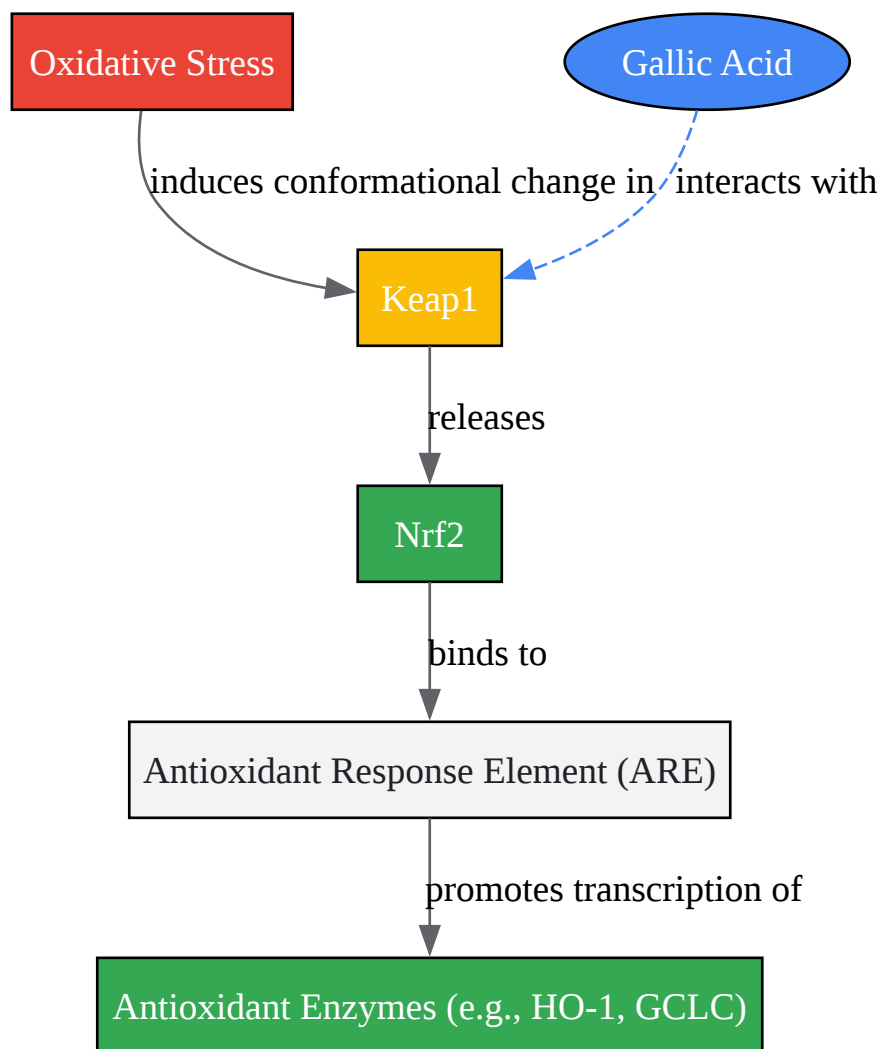 Oxidative Stress
Gallic Acid
induces conformational change in
interacts with
Keap1
releases
Nrf2
binds to
Antioxidant Response Element (ARE)
promotes transcription of
Antioxidant Enzymes (e.g., HO-1, GCLC)